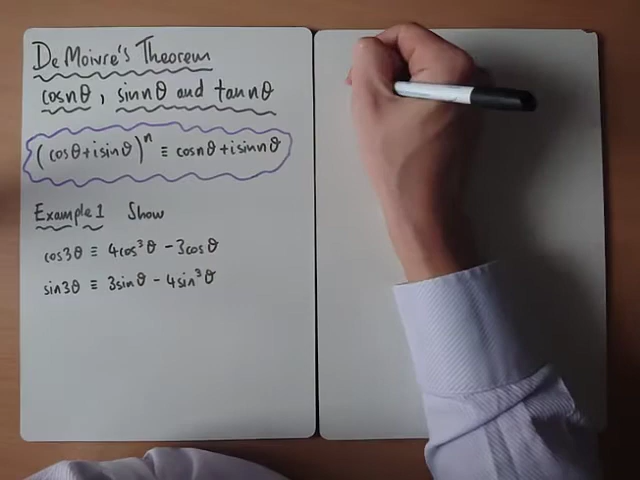 De Moivre's Theorem
cosnθ, sinnθ and tannθ
(cosθ+isinθ)ⁿ ≡ cosnθ+isinnθ
Example 1 Show
cos3θ ≡ 4cos³θ - 3cosθ
sin3θ ≡ 3sinθ - 4sin³θ